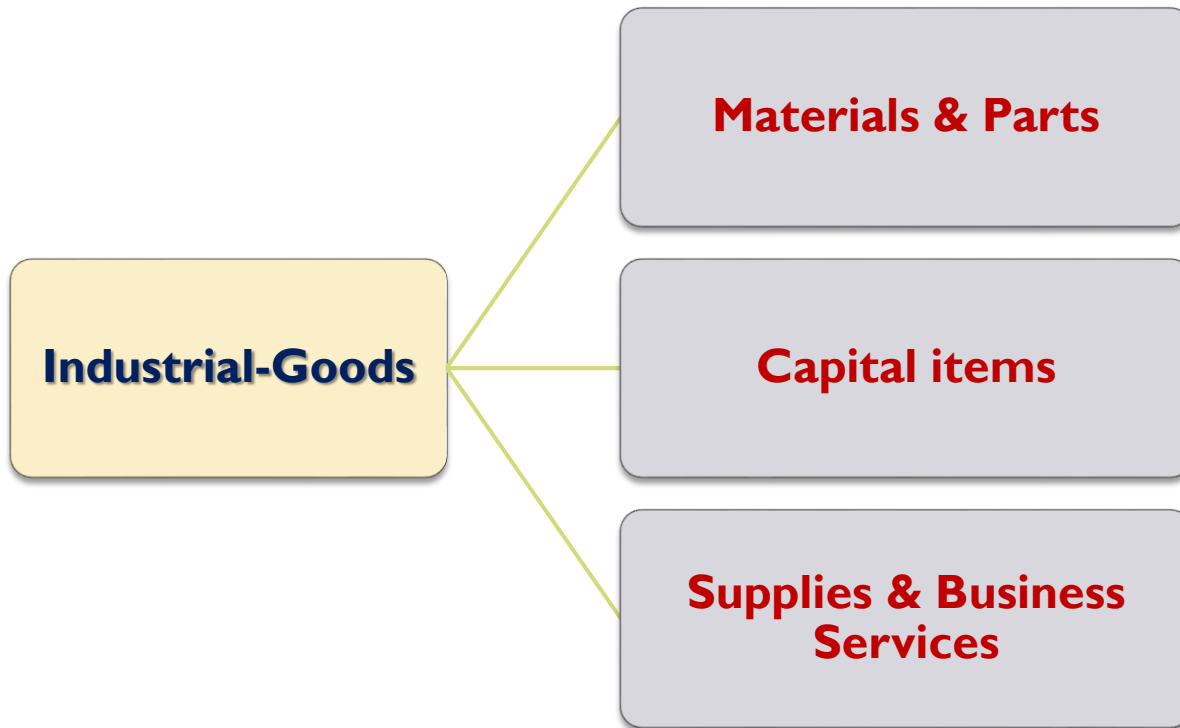 Materials & Parts
Industrial-Goods
Capital items
Supplies & Business
Services